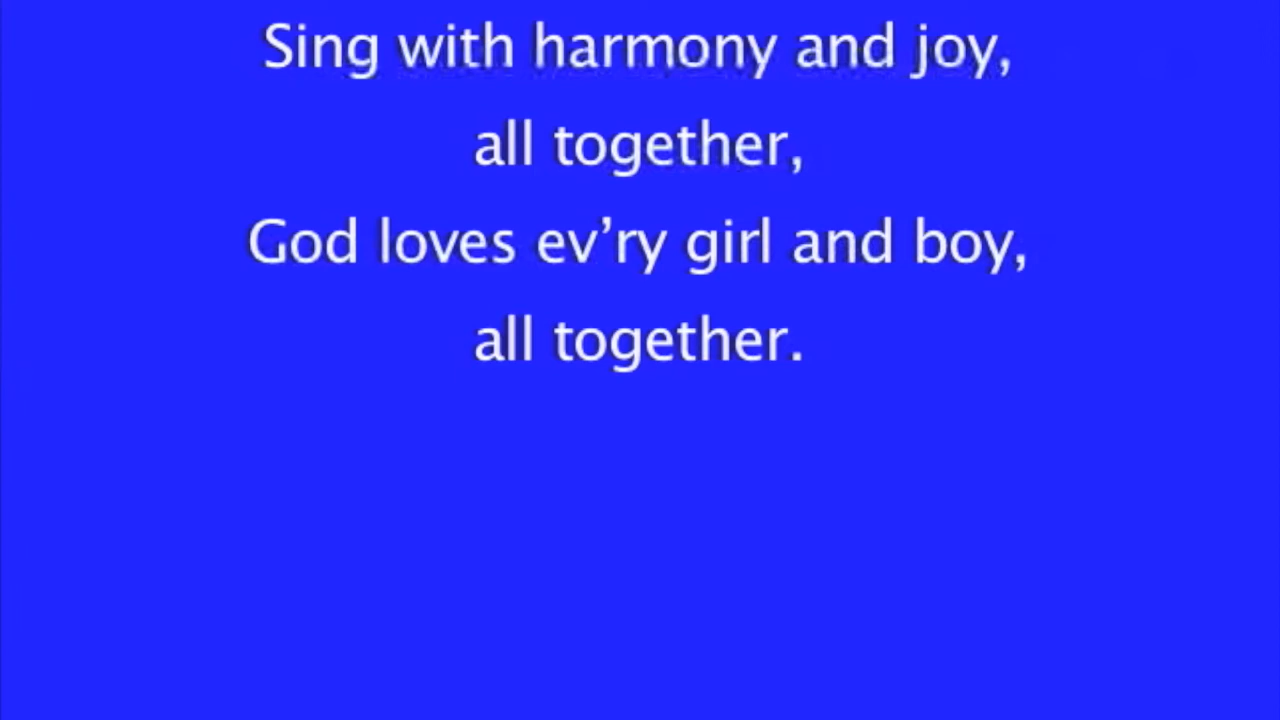 Sing with harmony and joy,
all together,
God loves ev’ry girl and boy,
all together.